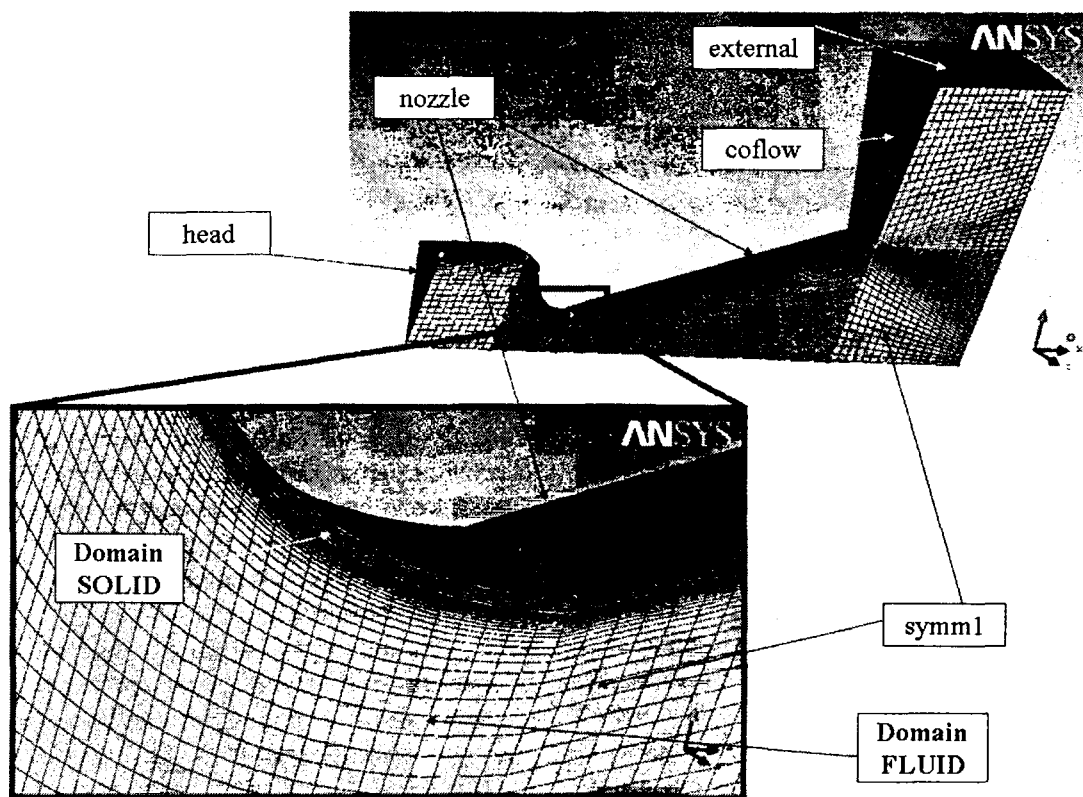 ANSYS
external
nozzle
coflow
head
ANSYS
Domain
SOLID
symm1
Domain
FLUID